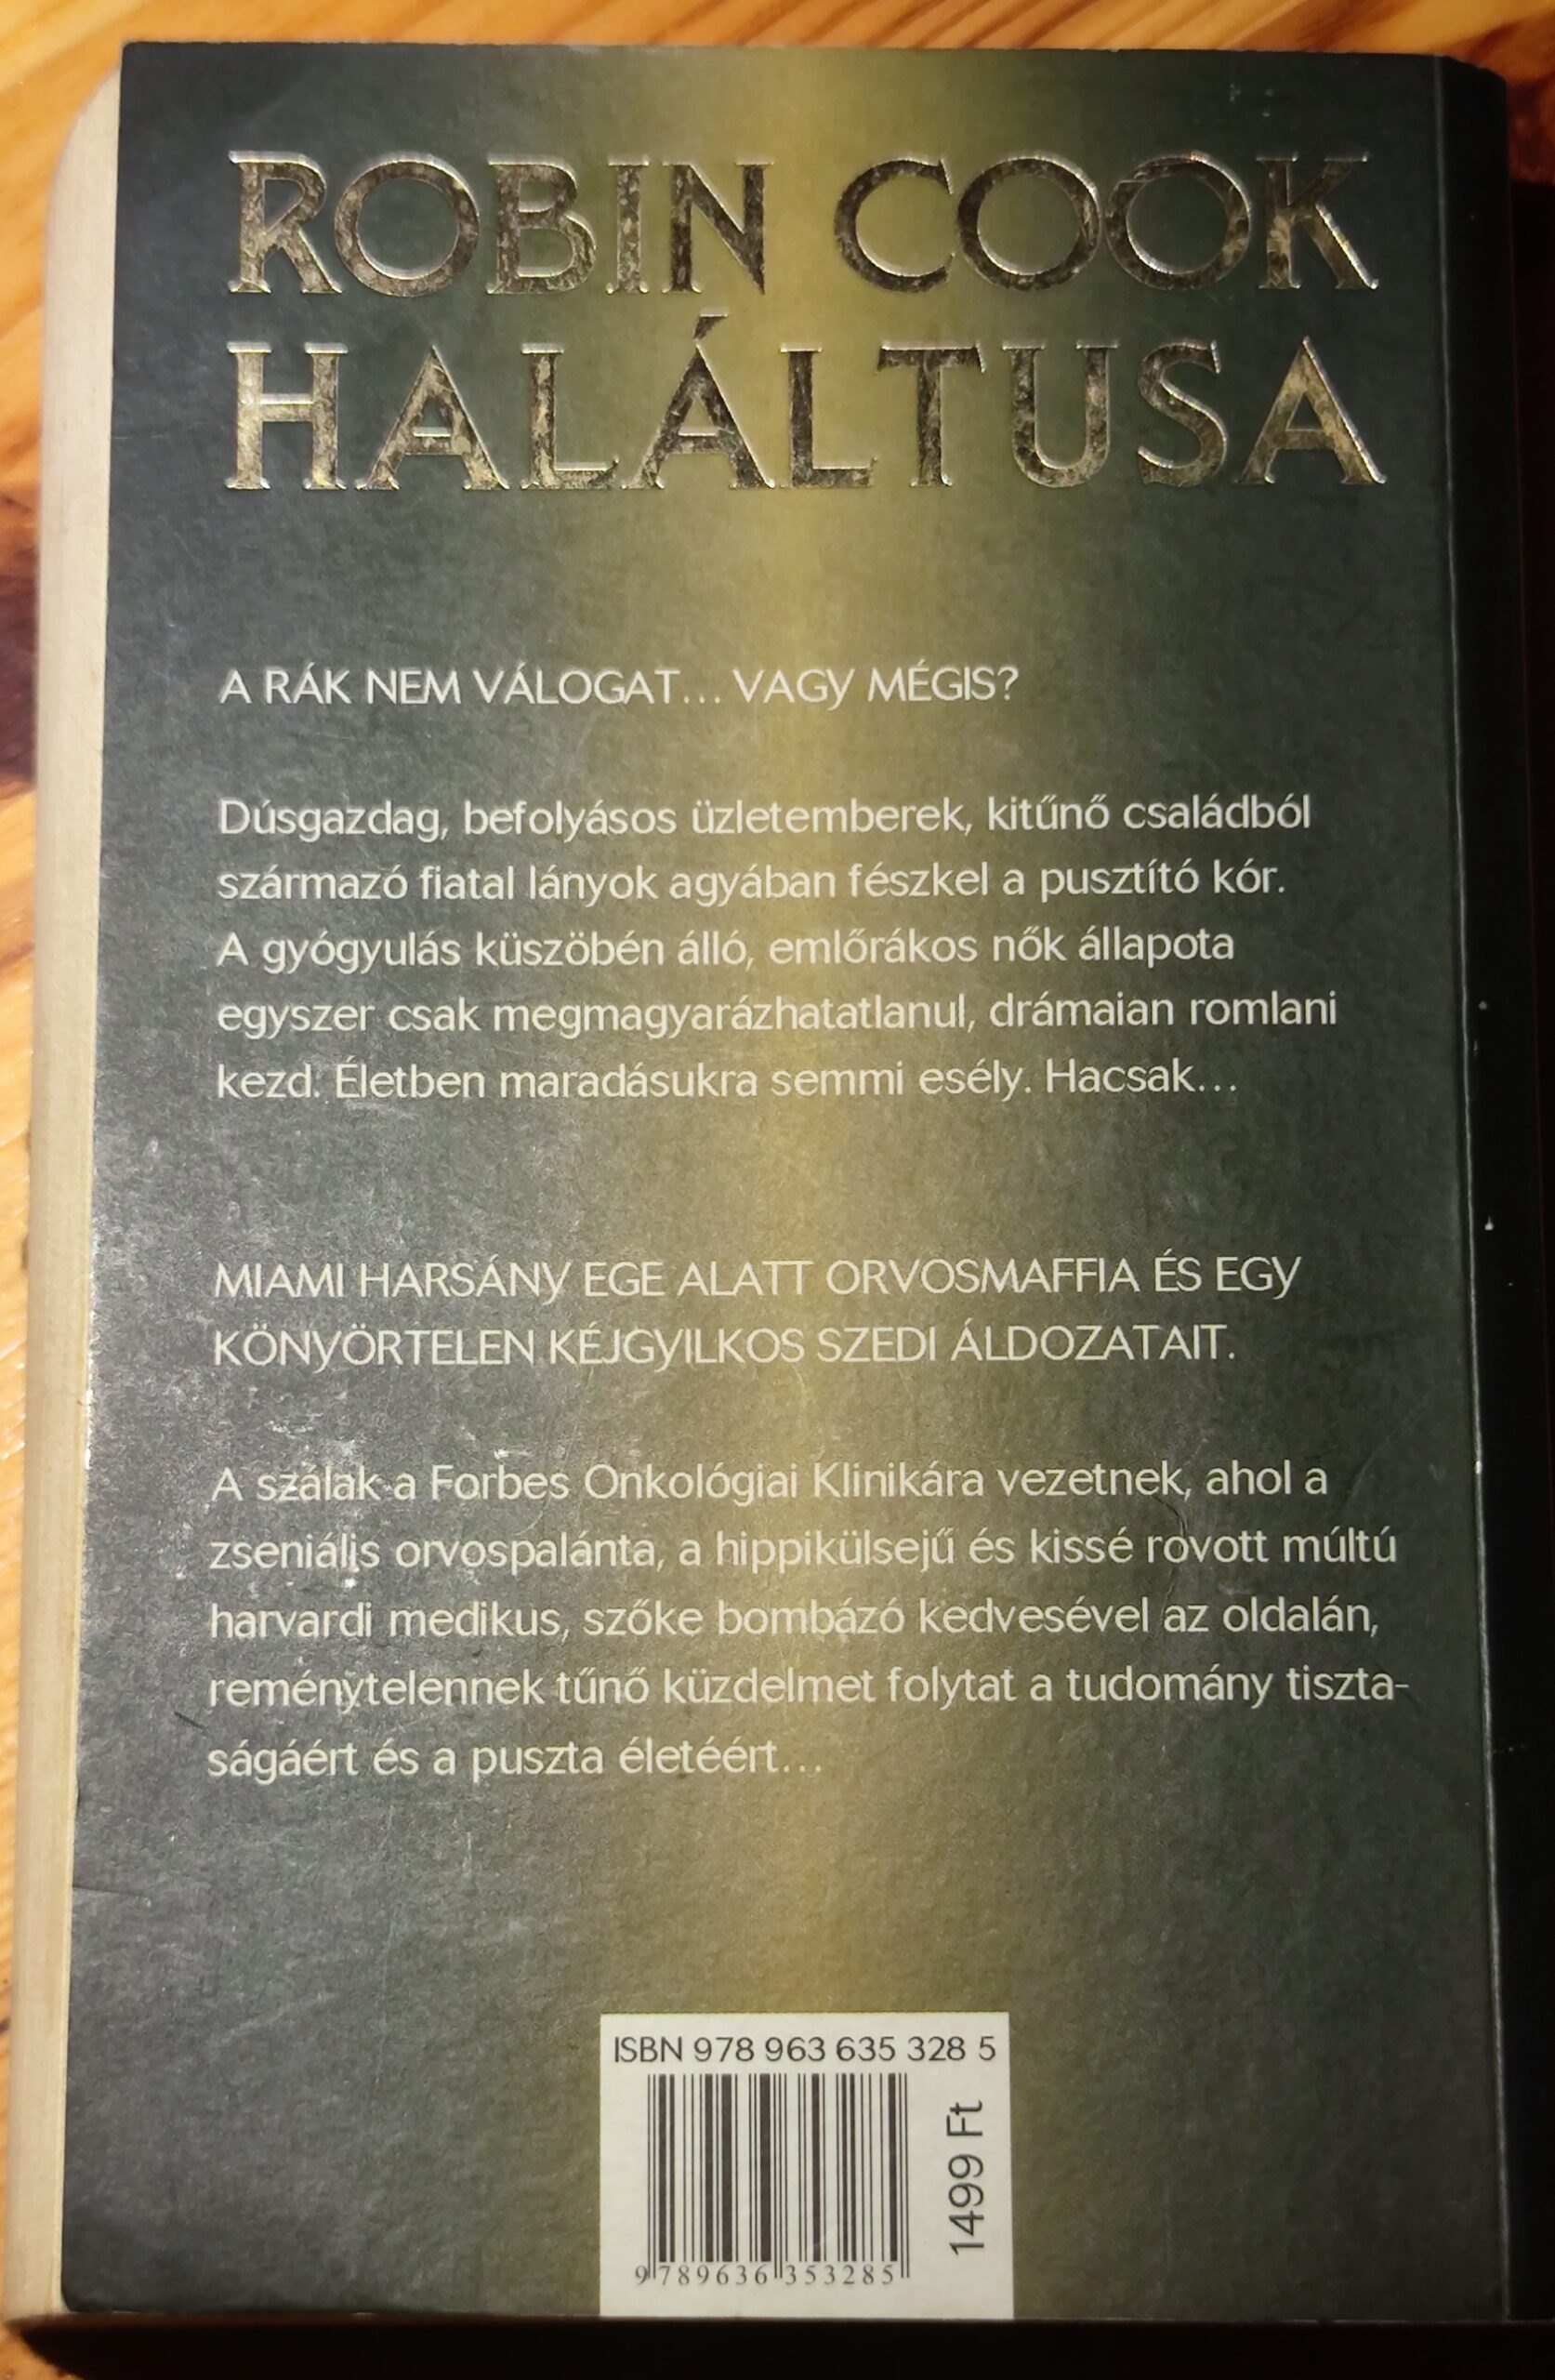 ROBIN COOK
HALÁLTUSA
A RÁK NEM VÁLOGAT... VAGY MÉGIS?
Dúsgazdag, befolyásos üzletemberek, kitűnő családból
származó fiatal lányok agyában fészkel a pusztító kór.
A gyógyulás küszöbén álló, emlőrákos nők állapota
egyszer csak megmagyarázhatatlanul, drámaian romlani
kezd. Életben maradásukra semmi esély. Hacsak...
MIAMI HARSÁNY EGE ALATT ORVOSMAFFIA ÉS EGY
KÖNYÖRTELEN KÉJGYILKOS SZEDI ÁLDOZATAIT.
A szálak a Forbes Onkológiai Klinikára vezetnek, ahol a
zseniális orvospalánta, a hippikülsejű és kissé rovott múltú
harvardi medikus, szőke bombázó kedvesével az oldalán,
reménytelennek tűnő küzdelmet folytat a tudomány tiszta-
ságáért és a puszta életéért...
ISBN 978 963 635 328 5
1499 Ft
9 789636 353285